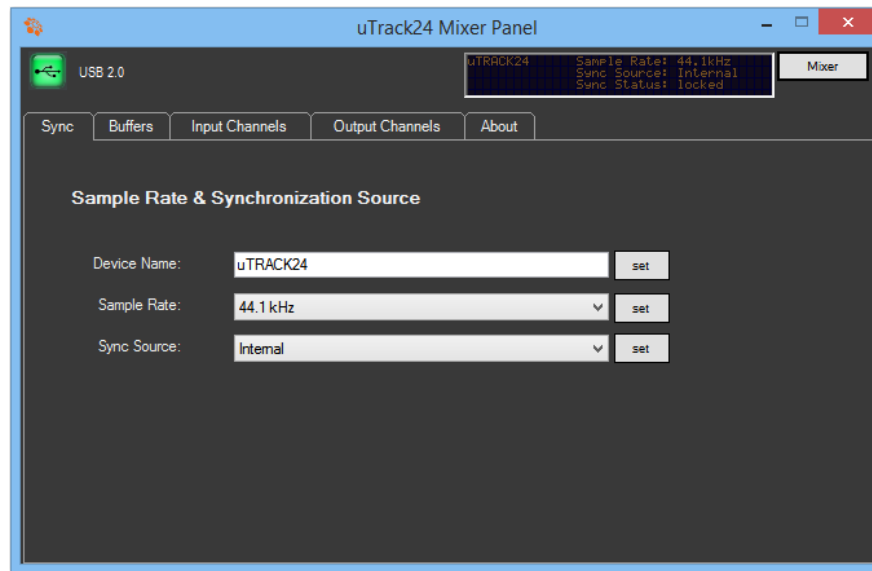 uTrack24 Mixer Panel
USB 2.0
uTRACK24 Sample Rate: 44.1kHz
Sync Source: Internal
Sync Status: locked
Mixer
Sync Buffers Input Channels Output Channels About
Sample Rate & Synchronization Source
Device Name: uTRACK24 set
Sample Rate: 44.1 kHz set
Sync Source: Internal set